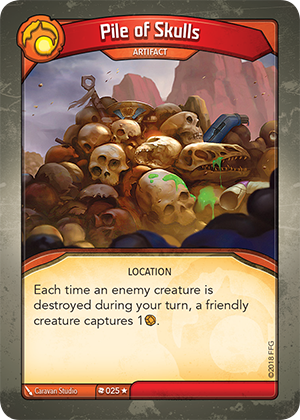 Pile of Skulls
ARTIFACT
LOCATION
Each time an enemy creature is
destroyed during your turn, a friendly
creature captures 1.
Caravan Studio
025
©2018 FFG